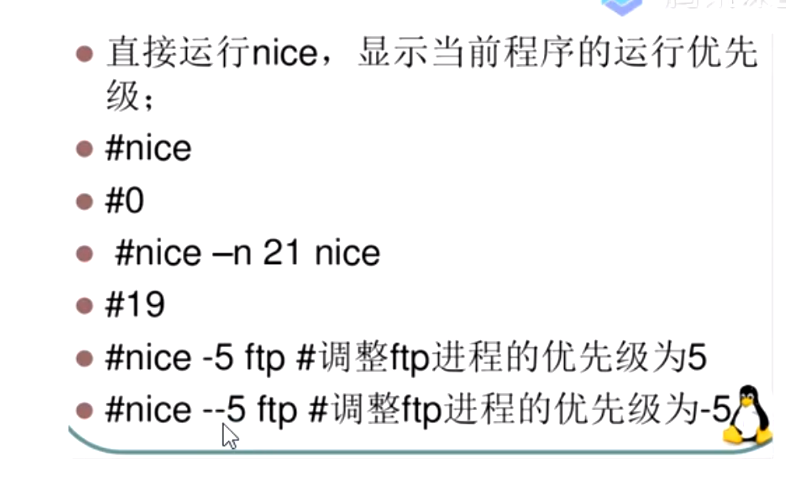 直接运行nice，显示当前程序的运行优先
级；
#nice
#0
#nice –n 21 nice
#19
#nice -5 ftp #调整ftp进程的优先级为5
#nice --5 ftp #调整ftp进程的优先级为-5